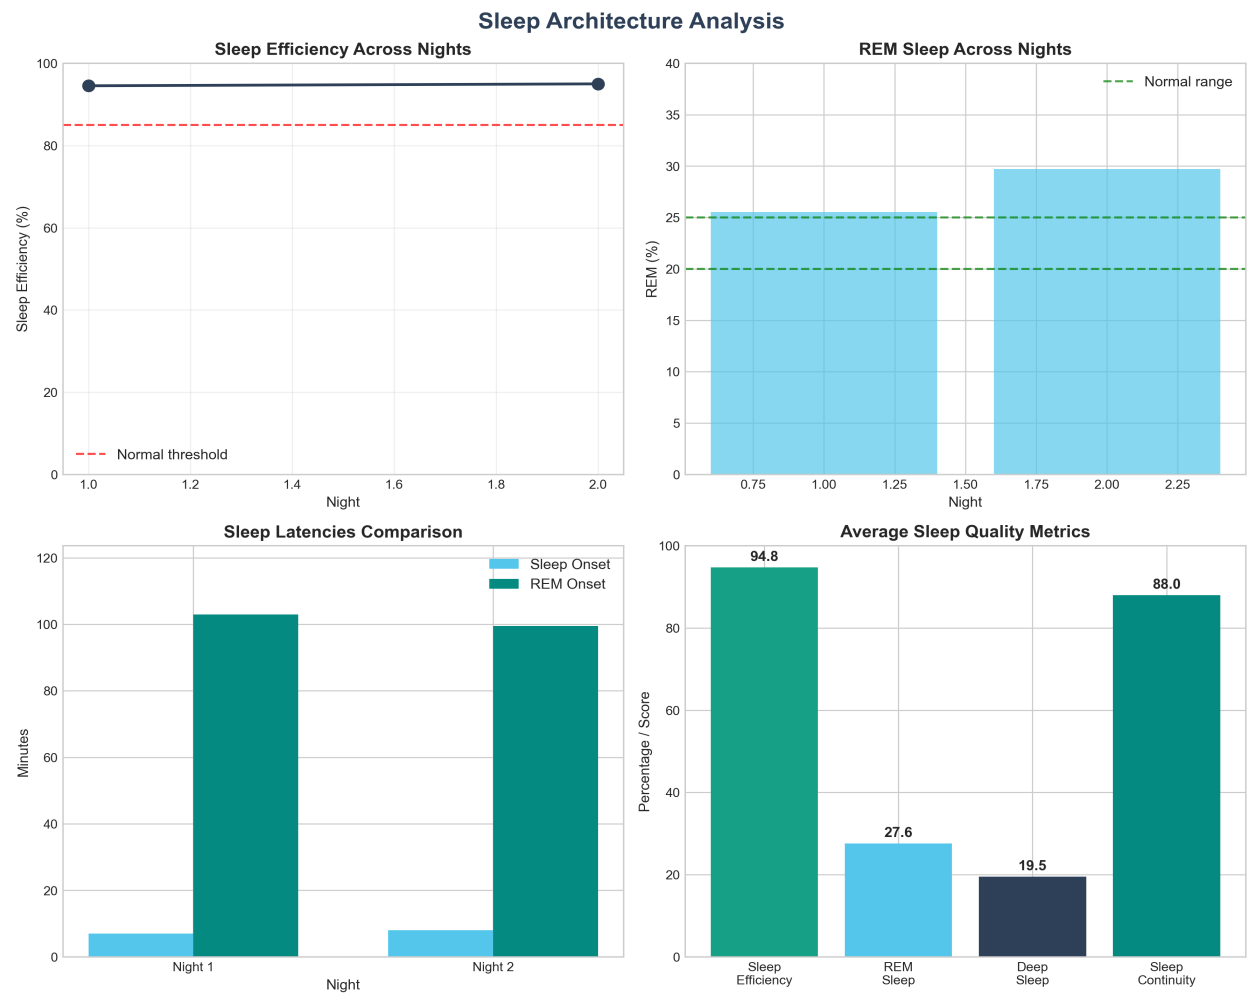 Sleep Architecture Analysis
Sleep Efficiency Across Nights
100
80
60
40
20
0
Sleep Efficiency (%)
Normal threshold
1.0 1.2 1.4 1.6 1.8 2.0
Night
REM Sleep Across Nights
40
35
30
25
20
15
10
5
0
REM (%)
Normal range
0.75 1.00 1.25 1.50 1.75 2.00 2.25
Night
Sleep Latencies Comparison
120
100
80
60
40
20
0
Minutes
Sleep Onset
REM Onset
Night 1 Night 2
Night
Average Sleep Quality Metrics
100
80
60
40
20
0
Percentage / Score
94.8
27.6
19.5
88.0
Sleep
Efficiency
REM
Sleep
Deep
Sleep
Sleep
Continuity